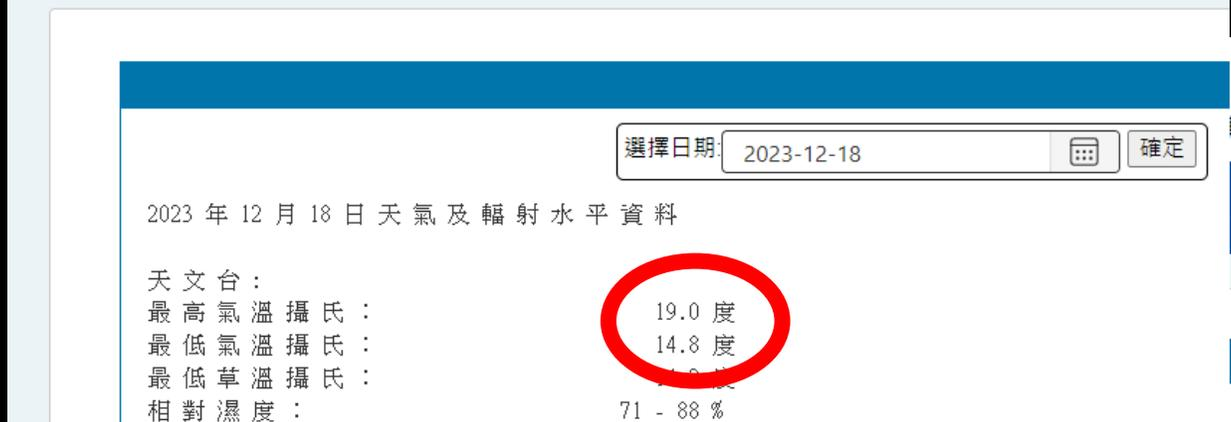 選擇日期: 2023-12-18 確定
2023 年 12 月 18 日 天 氣 及 輻 射 水 平 資 料
天 文 台 :
最 高 氣 溫 攝 氏 : 19.0 度
最 低 氣 溫 攝 氏 : 14.8 度
最 低 草 溫 攝 氏 : 度
相 對 濕 度 : 71 - 88 %